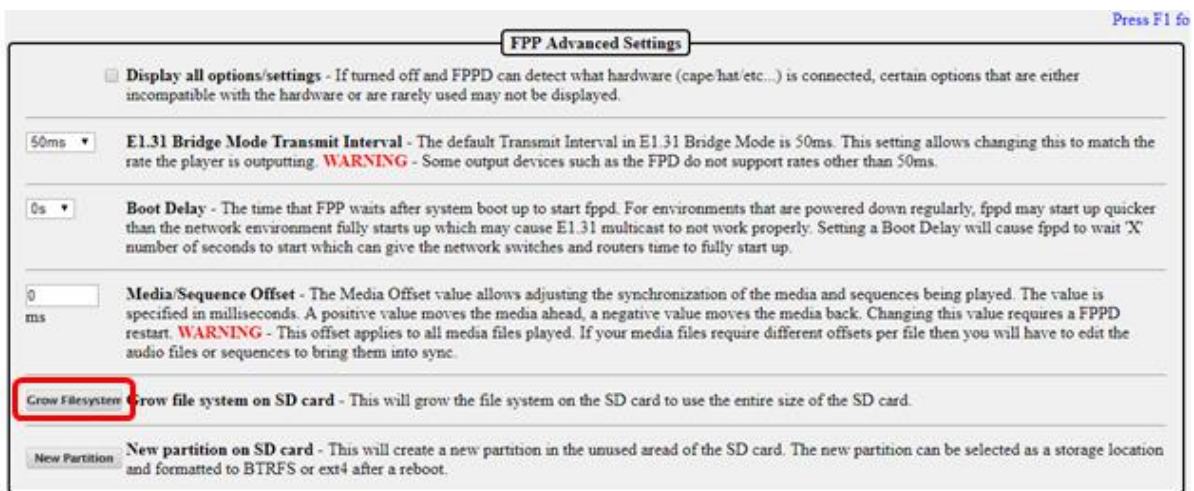 Press F1 fo
FPP Advanced Settings
Display all options/settings - If turned off and FPPD can detect what hardware (cape/hat/etc...) is connected, certain options that are either
incompatible with the hardware or are rarely used may not be displayed.
50ms E1.31 Bridge Mode Transmit Interval - The default Transmit Interval in E1.31 Bridge Mode is 50ms. This setting allows changing this to match the
rate the player is outputting. WARNING - Some output devices such as the FPD do not support rates other than 50ms.
0s Boot Delay - The time that FPP waits after system boot up to start fppd. For environments that are powered down regularly, fppd may start up quicker
than the network environment fully starts up which may cause E1.31 multicast to not work properly. Setting a Boot Delay will cause fppd to wait 'X'
number of seconds to start which can give the network switches and routers time to fully start up.
0 Media/Sequence Offset - The Media Offset value allows adjusting the synchronization of the media and sequences being played. The value is
ms specified in milliseconds. A positive value moves the media ahead, a negative value moves the media back. Changing this value requires a FPPD
restart. WARNING - This offset applies to all media files played. If your media files require different offsets per file then you will have to edit the
audio files or sequences to bring them into sync.
Grow Filesystem Grow file system on SD card - This will grow the file system on the SD card to use the entire size of the SD card.
New Partition New partition on SD card - This will create a new partition in the unused aread of the SD card. The new partition can be selected as a storage location
and formatted to BTRFS or ext4 after a reboot.